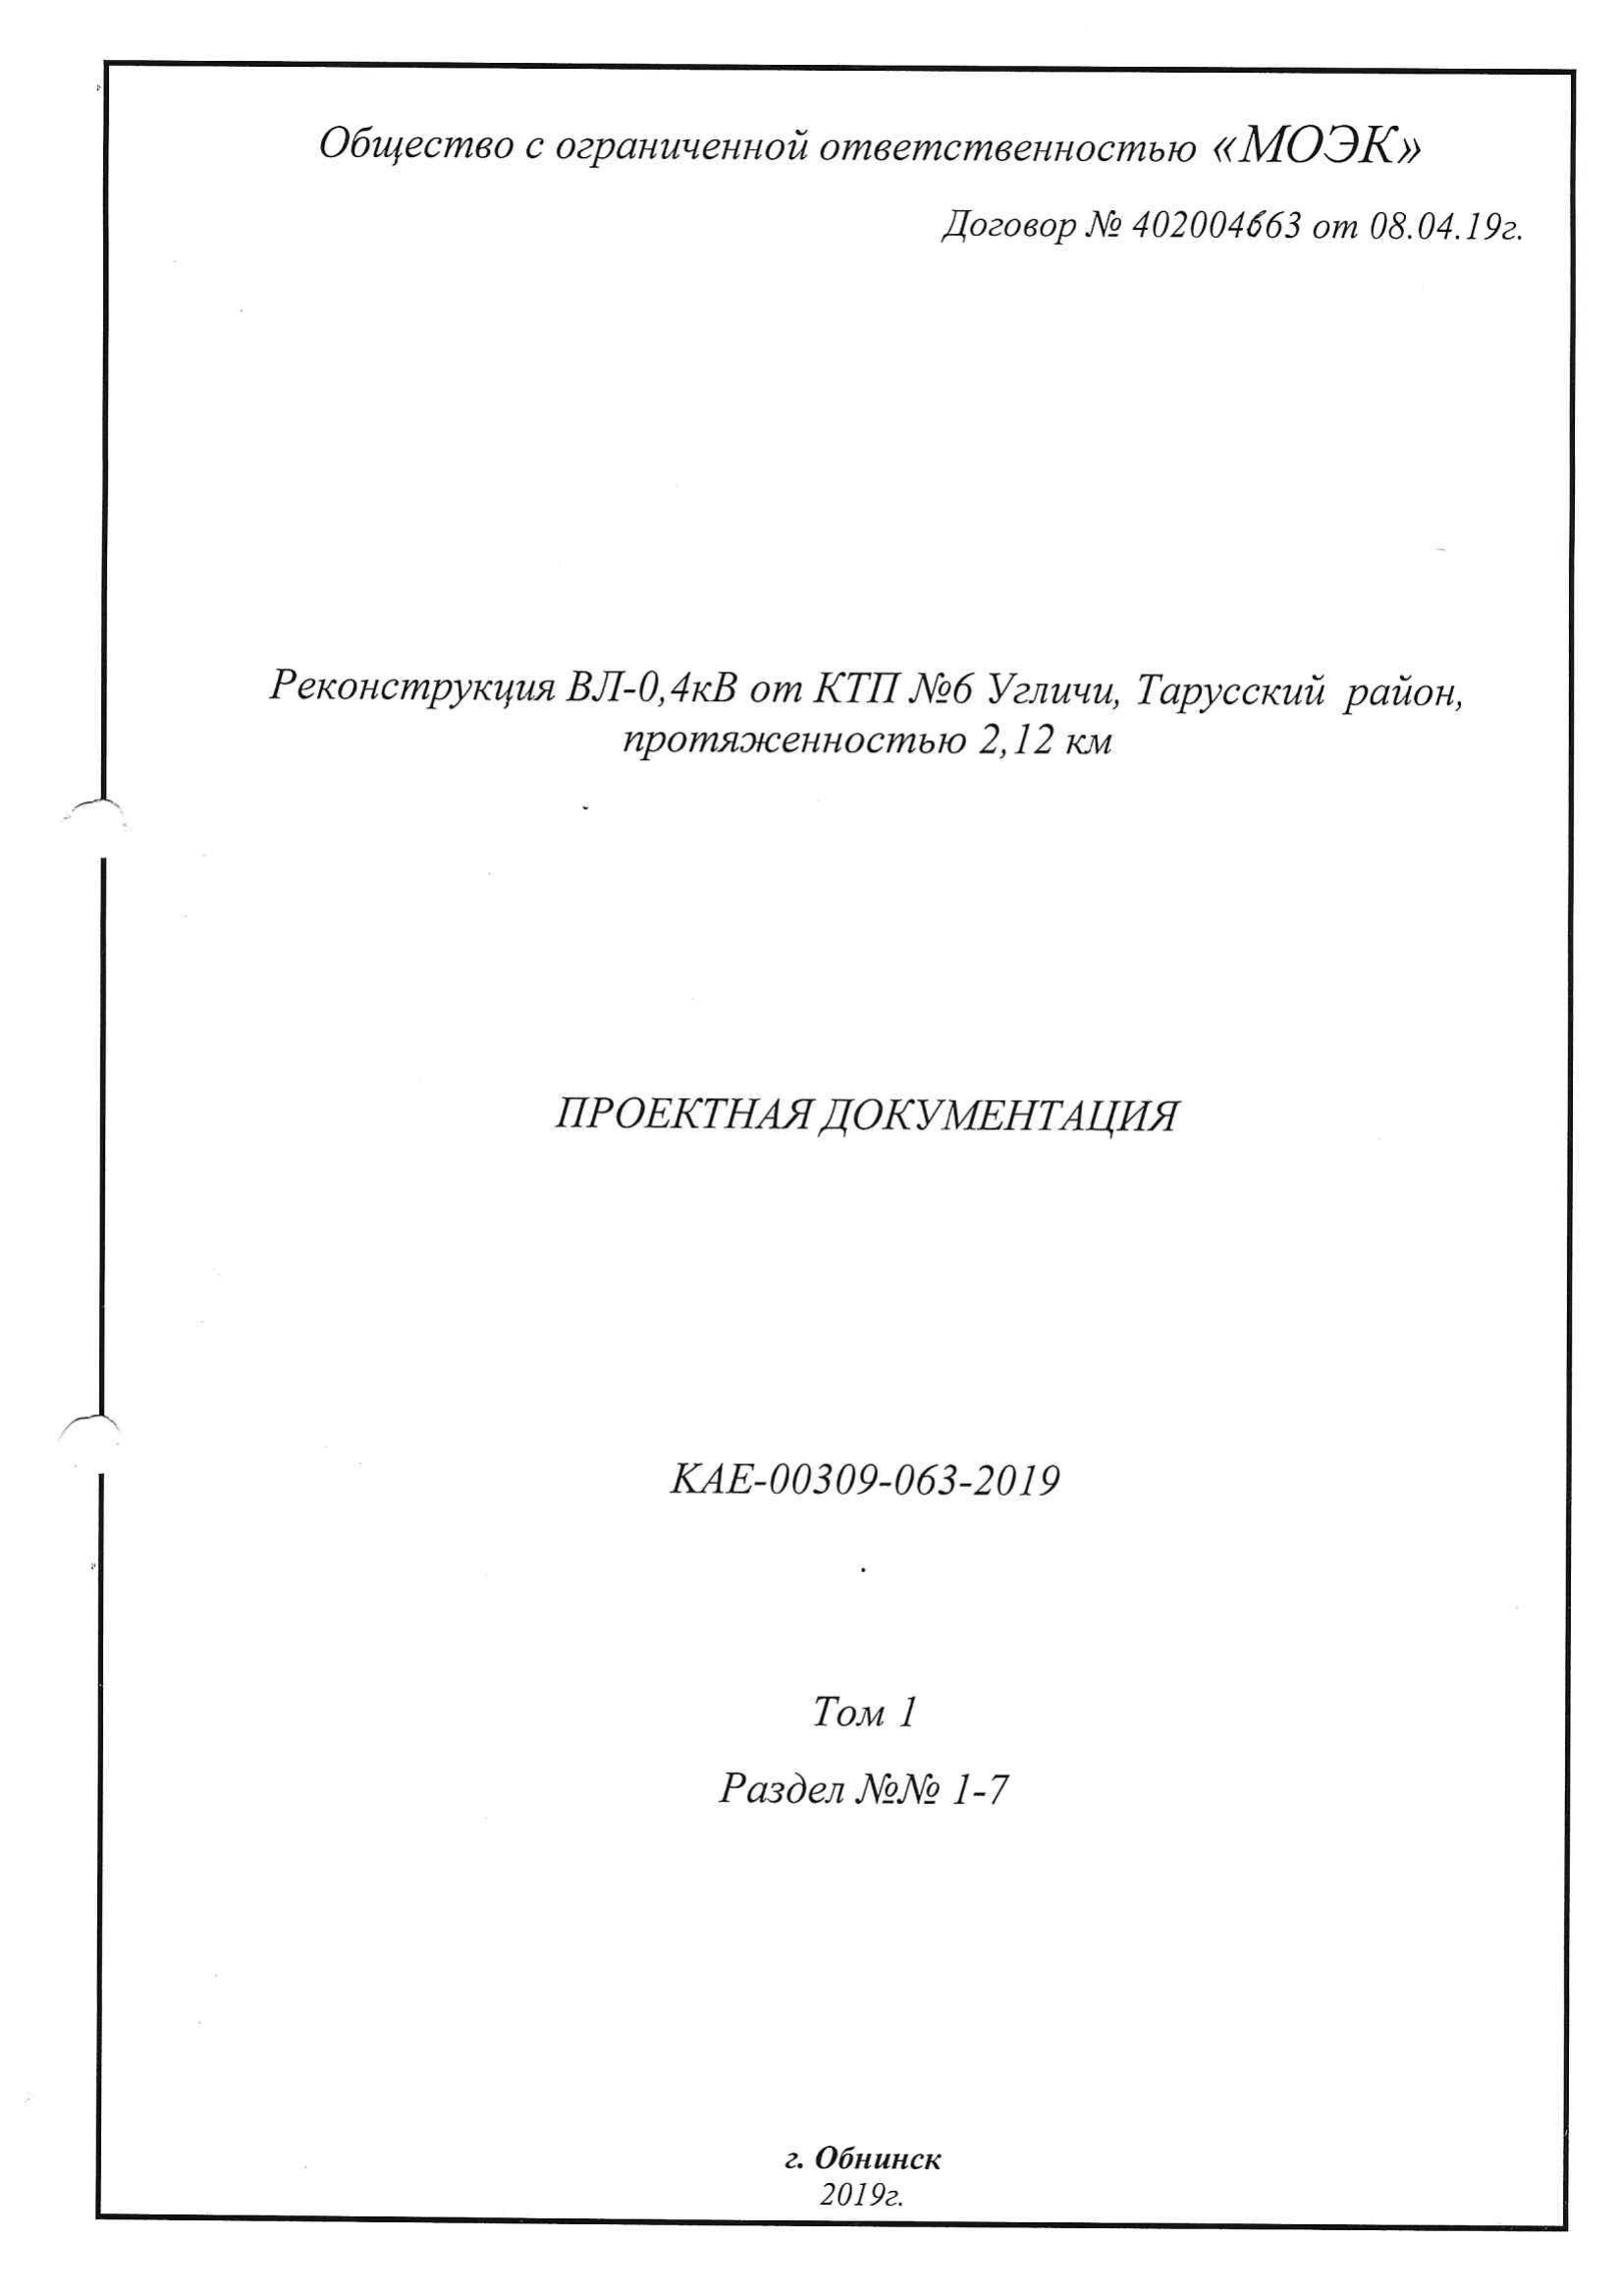 Общество с ограниченной ответственностью «МОЭК»
Договор № 402004663 от 08.04.19г.
Реконструкция ВЛ-0,4кВ от КТП №6 Угличи, Тарусский район,
протяженностью 2,12 км
ПРОЕКТНАЯ ДОКУМЕНТАЦИЯ
КАЕ-00309-063-2019
Том 1
Раздел №№ 1-7
г. Обнинск
2019г.